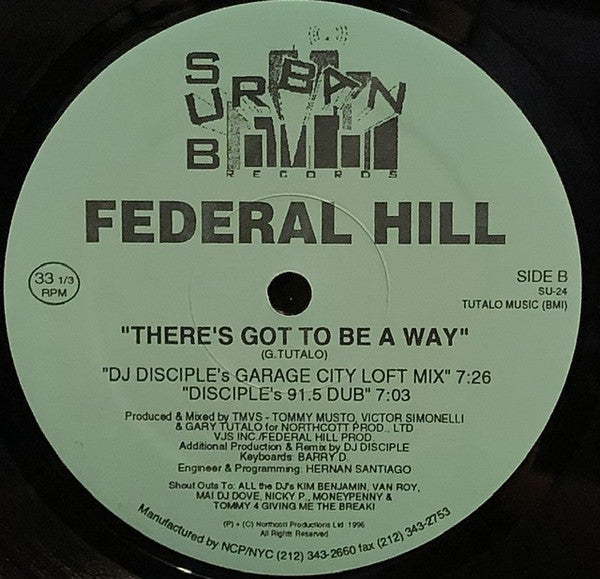 SUB URBAN
RECORDS
FEDERAL HILL
33 1/3
RPM
SIDE B
SU-24
TUTALO MUSIC (BMI)
"THERE'S GOT TO BE A WAY"
(G.TUTALO)
"DJ DISCIPLE's GARAGE CITY LOFT MIX" 7:26
"DISCIPLE's 91.5 DUB" 7:03
Produced & Mixed by TMVS - TOMMY MUSTO, VICTOR SIMONELLI
& GARY TUTALO for NORTHCOTT PROD., LTD
VJS INC./FEDERAL HILL PROD.
Additional Production & Remix by DJ DISCIPLE
Keyboards: BARRY D.
Engineer & Programming: HERNAN SANTIAGO
Shout Outs To: ALL the DJ's KIM BENJAMIN, VAN ROY,
MAI DJ DOVE, NICKY P., MONEYPENNY &
TOMMY 4 GIVING ME THE BREAK!
(P) + (C) Northcott Productions Ltd 1996
All Rights Reserved
Manufactured by NCP/NYC (212) 343-2660 fax (212) 343-2753